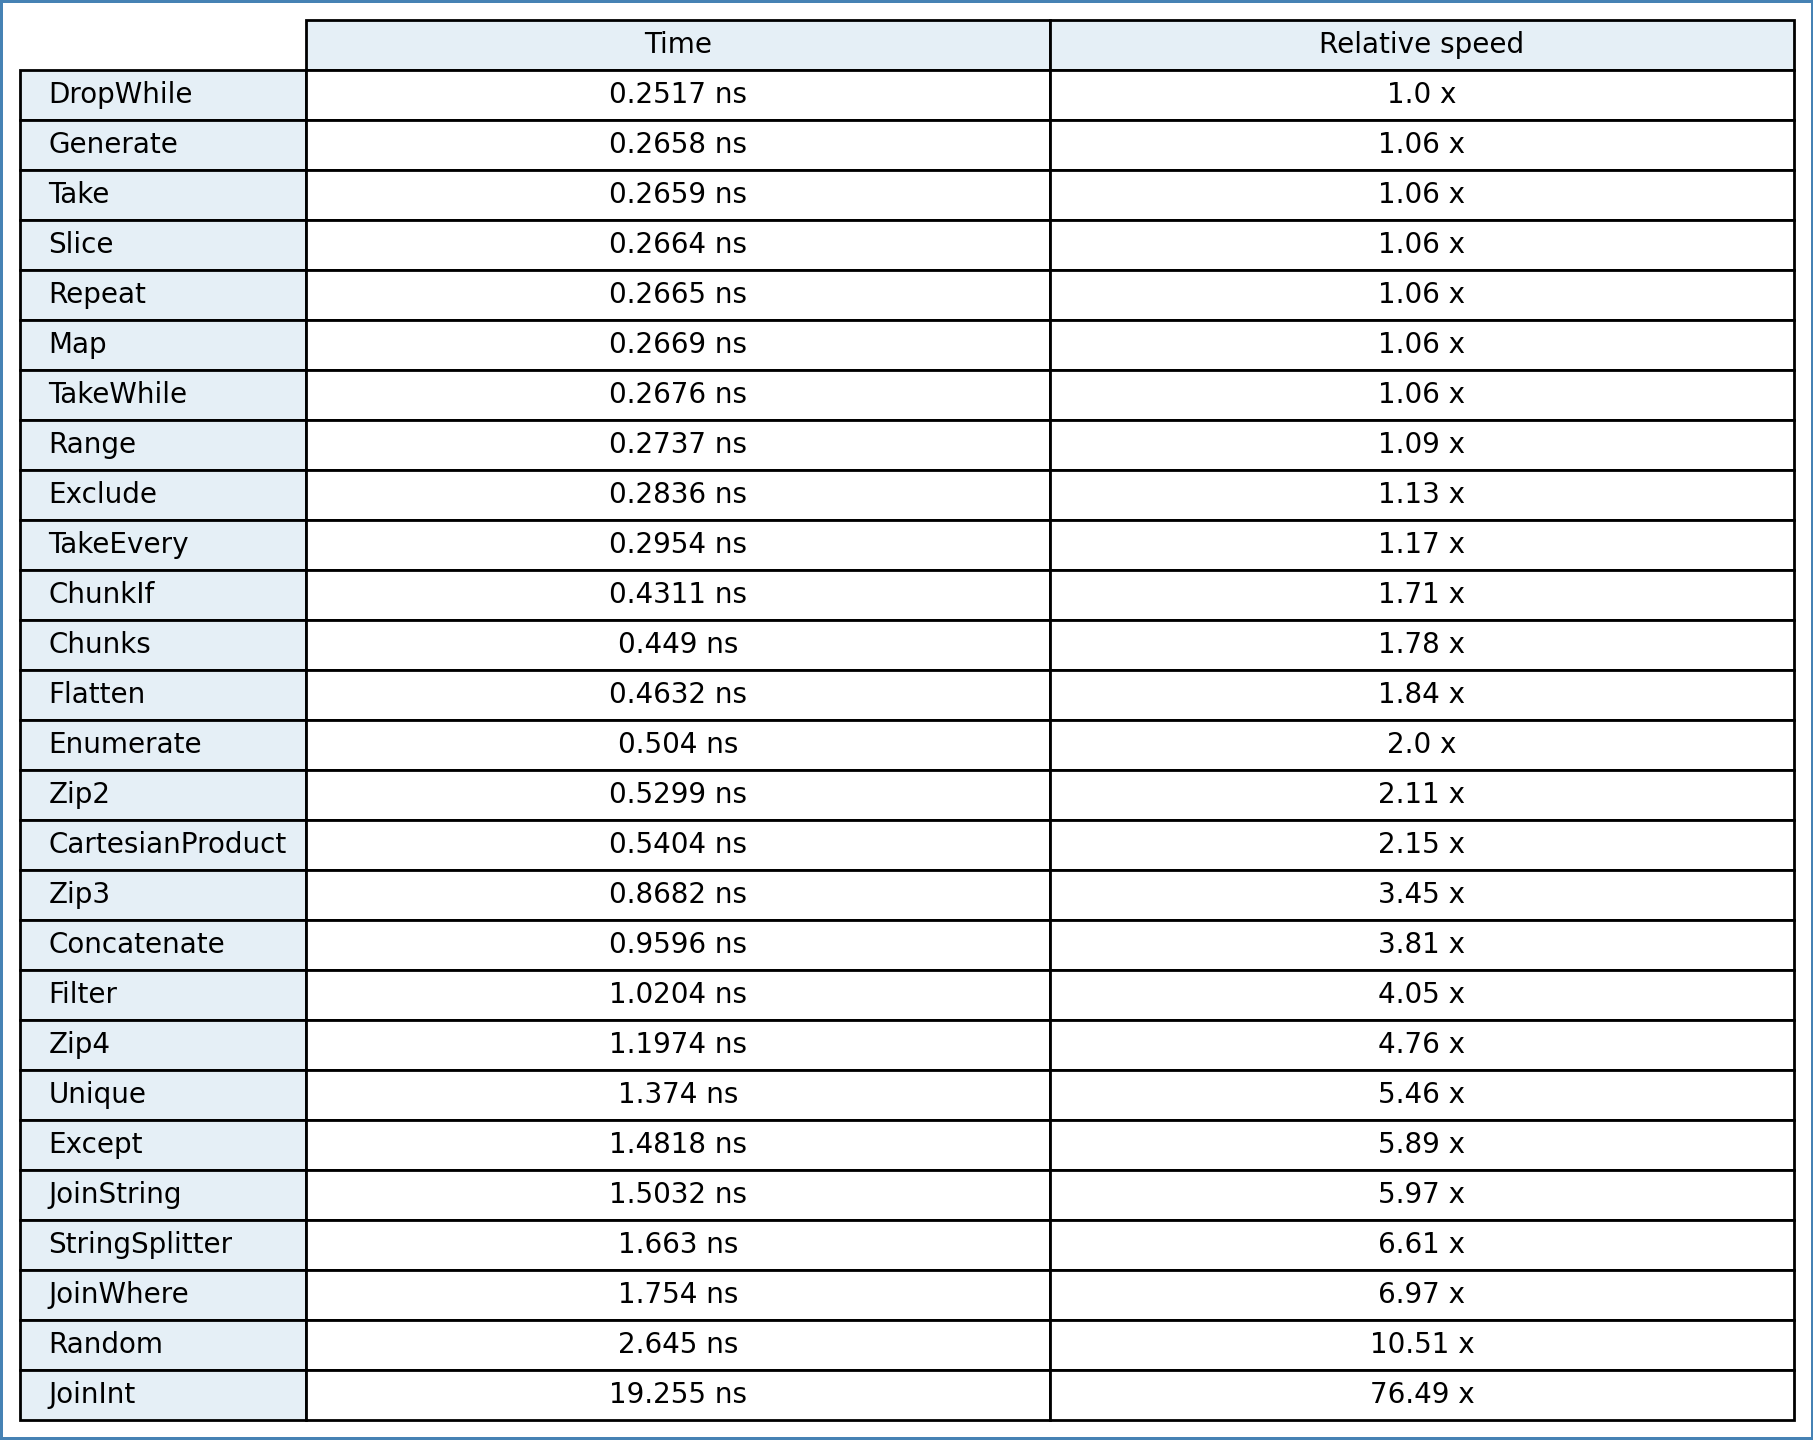 Time Relative speed
DropWhile 0.2517 ns 1.0 x
Generate 0.2658 ns 1.06 x
Take 0.2659 ns 1.06 x
Slice 0.2664 ns 1.06 x
Repeat 0.2665 ns 1.06 x
Map 0.2669 ns 1.06 x
TakeWhile 0.2676 ns 1.06 x
Range 0.2737 ns 1.09 x
Exclude 0.2836 ns 1.13 x
TakeEvery 0.2954 ns 1.17 x
ChunkIf 0.4311 ns 1.71 x
Chunks 0.449 ns 1.78 x
Flatten 0.4632 ns 1.84 x
Enumerate 0.504 ns 2.0 x
Zip2 0.5299 ns 2.11 x
CartesianProduct 0.5404 ns 2.15 x
Zip3 0.8682 ns 3.45 x
Concatenate 0.9596 ns 3.81 x
Filter 1.0204 ns 4.05 x
Zip4 1.1974 ns 4.76 x
Unique 1.374 ns 5.46 x
Except 1.4818 ns 5.89 x
JoinString 1.5032 ns 5.97 x
StringSplitter 1.663 ns 6.61 x
JoinWhere 1.754 ns 6.97 x
Random 2.645 ns 10.51 x
JoinInt 19.255 ns 76.49 x